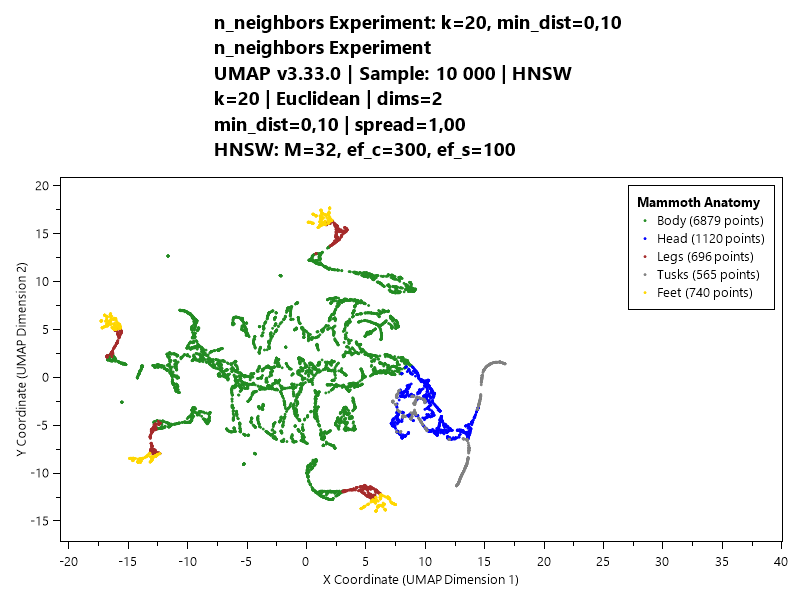 n_neighbors Experiment: k=20, min_dist=0,10
n_neighbors Experiment
UMAP v3.33.0 | Sample: 10 000 | HNSW
k=20 | Euclidean | dims=2
min_dist=0,10 | spread=1,00
HNSW: M=32, ef_c=300, ef_s=100
Mammoth Anatomy
Body (6879 points)
Head (1120 points)
Legs (696 points)
Tusks (565 points)
Feet (740 points)
Y Coordinate (UMAP Dimension 2)
20
15
10
5
0
-5
-10
-15
-20 -15 -10 -5 0 5 10 15 20 25 30 35 40
X Coordinate (UMAP Dimension 1)